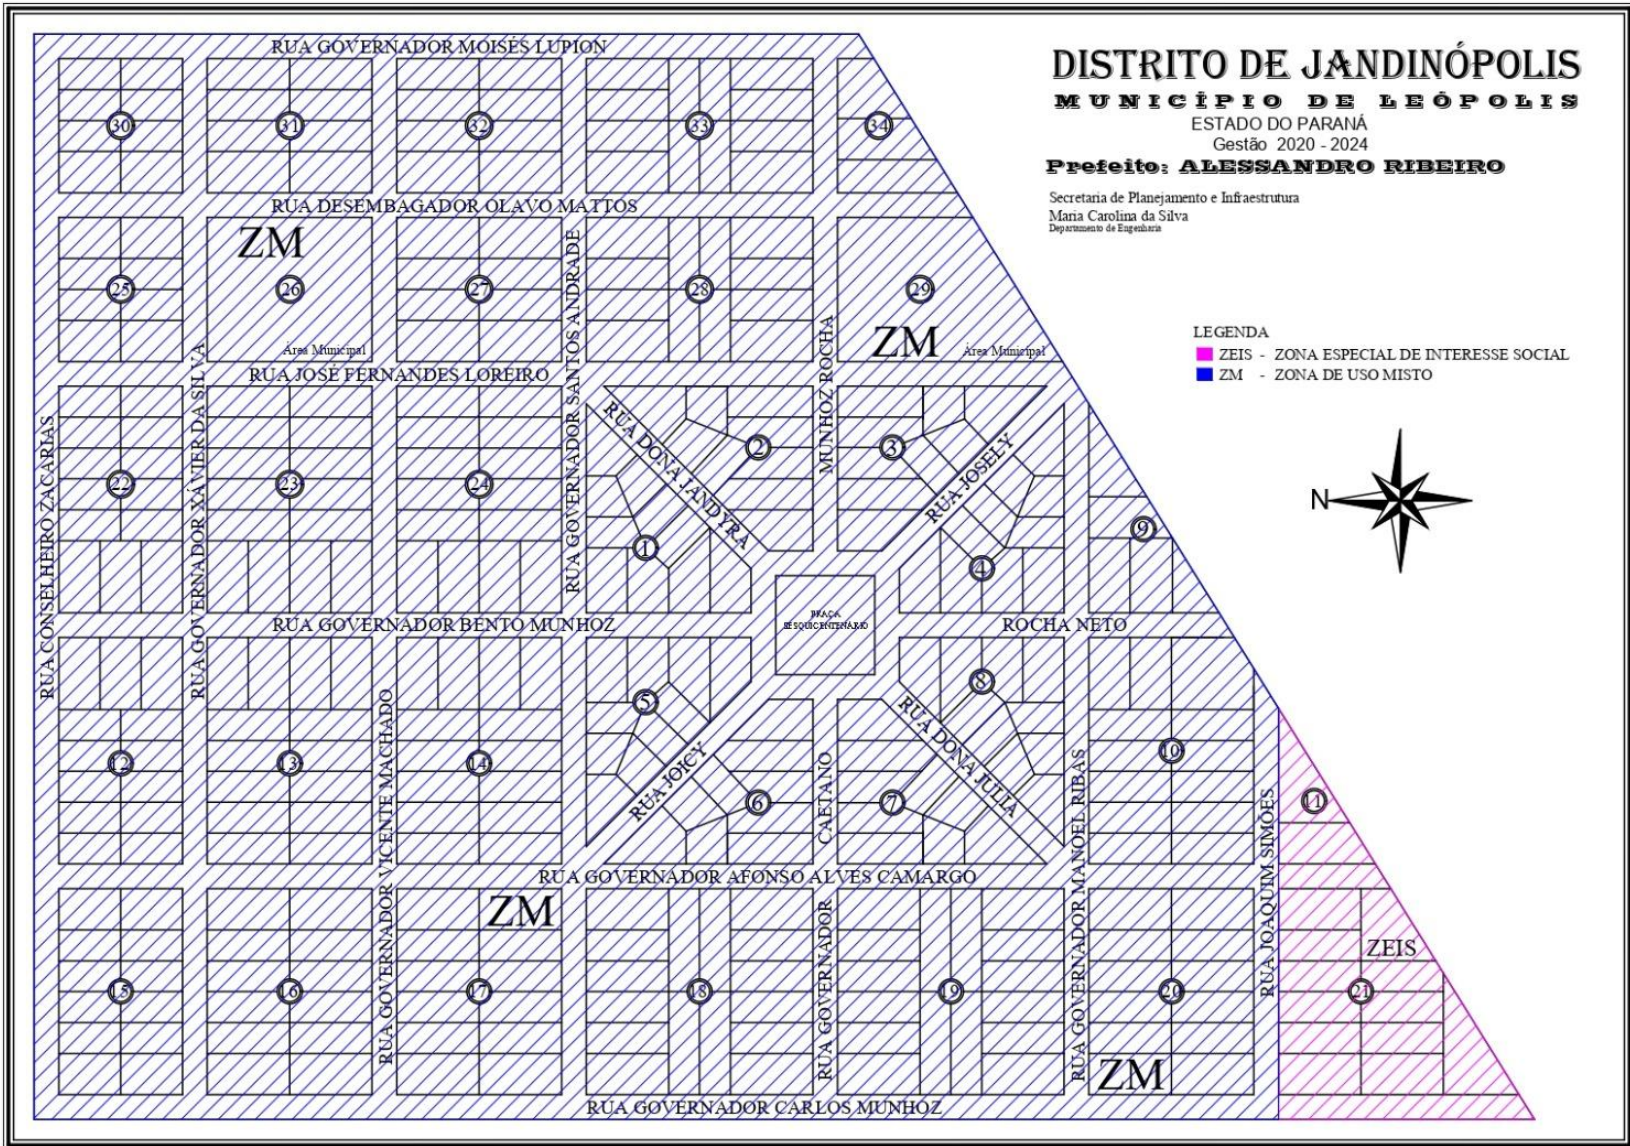 DISTRITO DE JANDINÓPOLIS
MUNICÍPIO DE LEÓPOLIS
ESTADO DO PARANÁ
Gestão 2020 - 2024
Prefeito: ALESSANDRO RIBEIRO
Secretaria de Planejamento e Infraestrutura
Maria Carolina da Silva
Departamento de Engenharia
LEGENDA
ZEIS - ZONA ESPECIAL DE INTERESSE SOCIAL
ZM - ZONA DE USO MISTO
N
RUA GOVERNADOR MOISÉS LUPION
30
31
32
33
34
RUA DESEMBAGADOR OLAVO MATTOS
ZM
25
26
27
28
29
ZM
Área Municipal
Área Municipal
RUA JOSÉ FERNANDES LOREIRO
RUA CONSELHEIRO ZACARIAS
RUA GOVERNADOR XAVIER DA SILVA
RUA GOVERNADOR SANTOS ANDRADE
MUNHOZ ROCHA
RUA DONA JANDYRA
RUA JOSELY
22
23
24
1
2
3
4
9
RUA GOVERNADOR BENTO MUNHOZ
PRAÇA
SESQUICENTENÁRIO
ROCHA NETO
12
13
14
5
6
7
8
10
11
RUA JOICY
RUA DONA JULIA
RUA GOVERNADOR VICENTE MACHADO
CAETANO
RUA GOVERNADOR MANOEL RIBAS
RUA JOAQUIM SIMÕES
RUA GOVERNADOR AFONSO ALVES CAMARGO
ZM
RUA GOVERNADOR
ZEIS
15
16
17
18
19
20
21
ZM
RUA GOVERNADOR CARLOS MUNHOZ